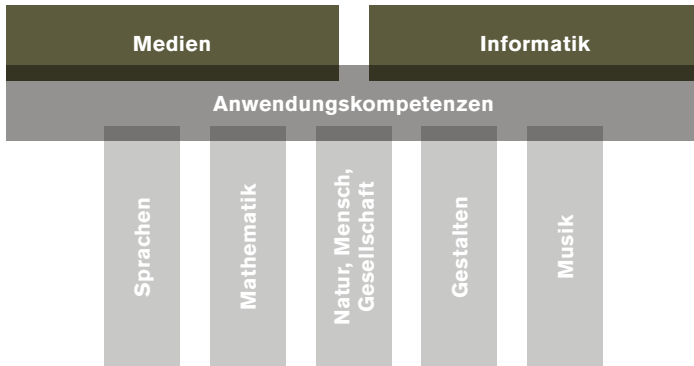 Medien
Informatik
Anwendungskompetenzen
Sprachen
Mathematik
Natur, Mensch,
Gesellschaft
Gestalten
Musik